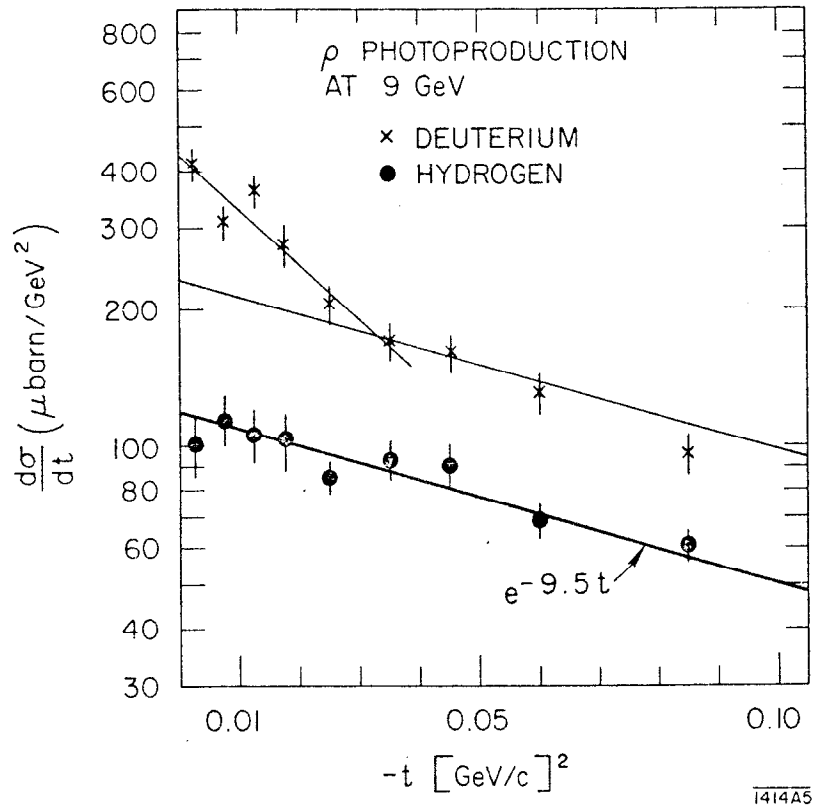 ρ PHOTOPRODUCTION
AT 9 GeV
× DEUTERIUM
● HYDROGEN
800
600
400
300
200
100
80
60
40
30
dσ/dt (μbarn/GeV²)
e^-9.5t
0.01
0.05
0.10
-t [GeV/c]²
1414A5